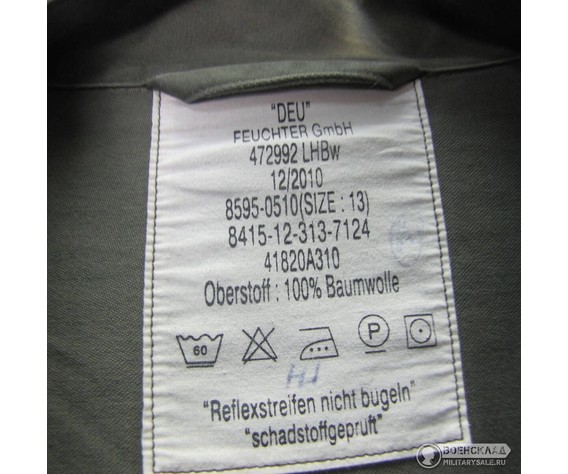 "DEU"
FEUCHTER GmbH
472992 LHBw
12/2010
8595-0510(SIZE : 13)
8415-12-313-7124
41820A310
Oberstoff : 100% Baumwolle
60
P
"Reflexstreifen nicht bugeln"
"schadstoffgepruft"
ВОЕНСКЛАД
MILITARYSALE.RU